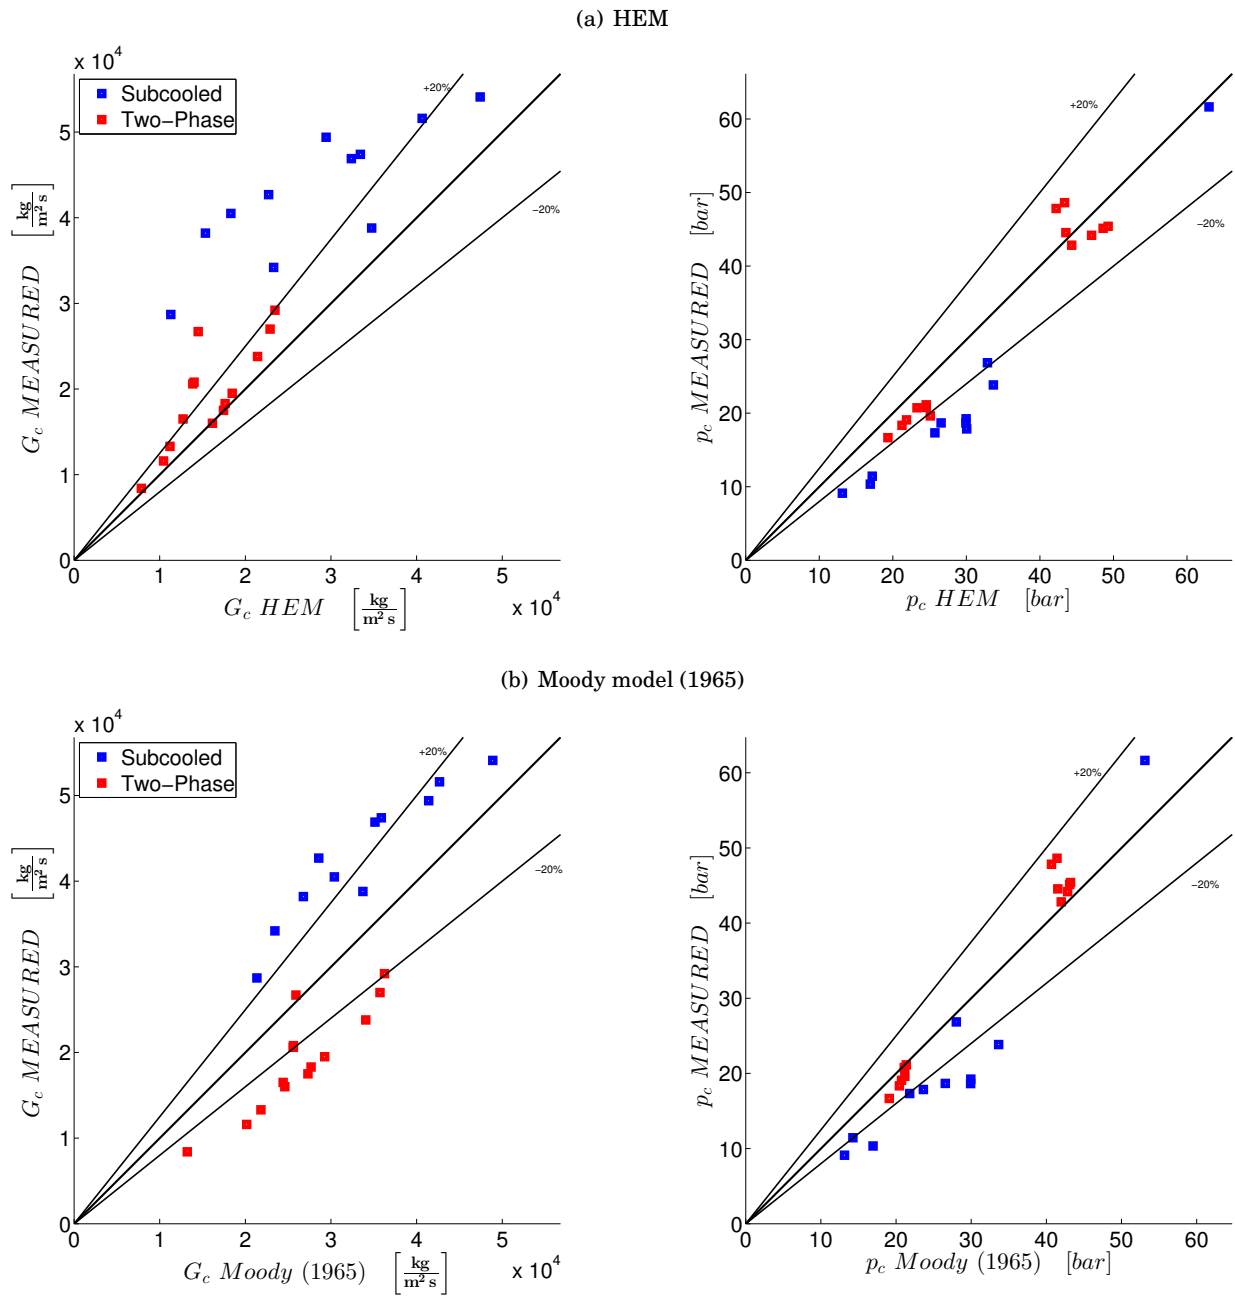 (a) HEM
x 10^4
Subcooled
Two−Phase
+20%
−20%
5
4
3
2
1
0
0 1 2 3 4 5
x 10^4
G_c MEASURED [kg/m² s]
G_c HEM [kg/m² s]
+20%
−20%
60
50
40
30
20
10
0
10 20 30 40 50 60
p_c MEASURED [bar]
p_c HEM [bar]
(b) Moody model (1965)
x 10^4
Subcooled
Two−Phase
+20%
−20%
5
4
3
2
1
0
0 1 2 3 4 5
x 10^4
G_c MEASURED [kg/m² s]
G_c Moody (1965) [kg/m² s]
+20%
−20%
60
50
40
30
20
10
0
0 10 20 30 40 50 60
p_c MEASURED [bar]
p_c Moody (1965) [bar]